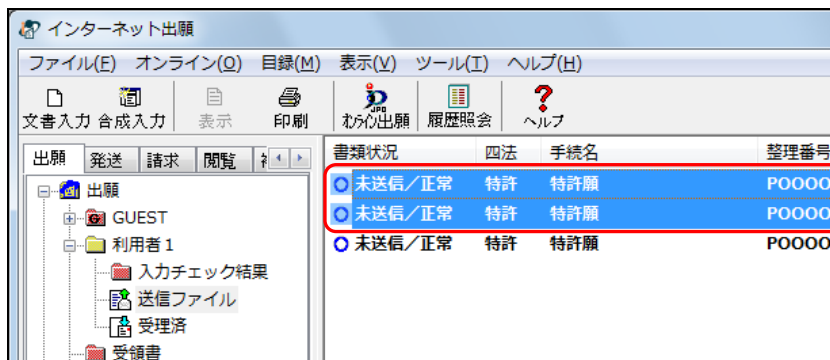 インターネット出願
ファイル(F) オンライン(O) 目録(M) 表示(V) ツール(T) ヘルプ(H)
文書入力 合成入力 表示 印刷 オンライン出願 履歴照会 ヘルプ
出願 発送 請求 閲覧
書類状況 四法 手続名 整理番号
出願
未送信/正常 特許 特許願 P0000
GUEST
未送信/正常 特許 特許願 P0000
利用者1
未送信/正常 特許 特許願 P0000
入力チェック結果
送信ファイル
受理済
受領書